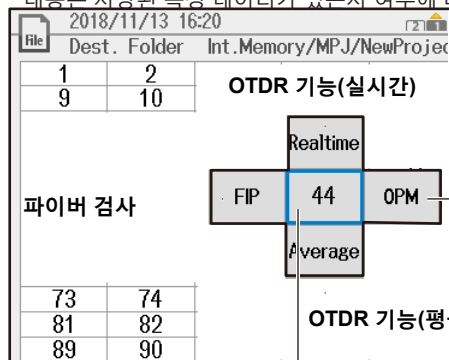 2018/11/13 16:20
File
21
Dest. Folder Int.Memory/MPJ/NewProjec
1 2
9 10
OTDR 기능(실시간)
Realtime
파이버 검사
FIP 44 OPM
Average
73 74
81 82
OTDR 기능(평
89 90